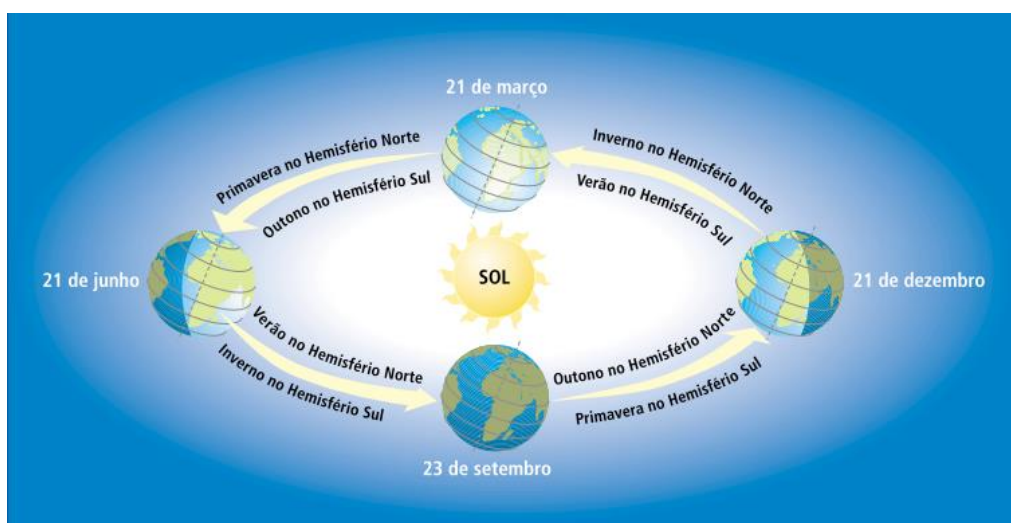 21 de março
Primavera no Hemisfério Norte
Outono no Hemisfério Sul
Inverno no Hemisfério Norte
Verão no Hemisfério Sul
21 de junho
SOL
21 de dezembro
Verão no Hemisfério Norte
Inverno no Hemisfério Sul
Outono no Hemisfério Norte
Primavera no Hemisfério Sul
23 de setembro